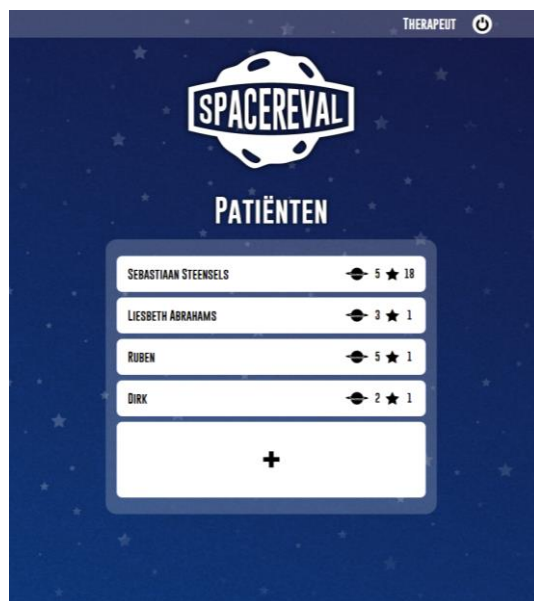 THERAPEUT
SPACEREVAL
PATIËNTEN
SEBASTIAAN STEENSELS 5 18
LIESBETH ABRAHAMS 3 1
RUBEN 5 1
DIRK 2 1
+